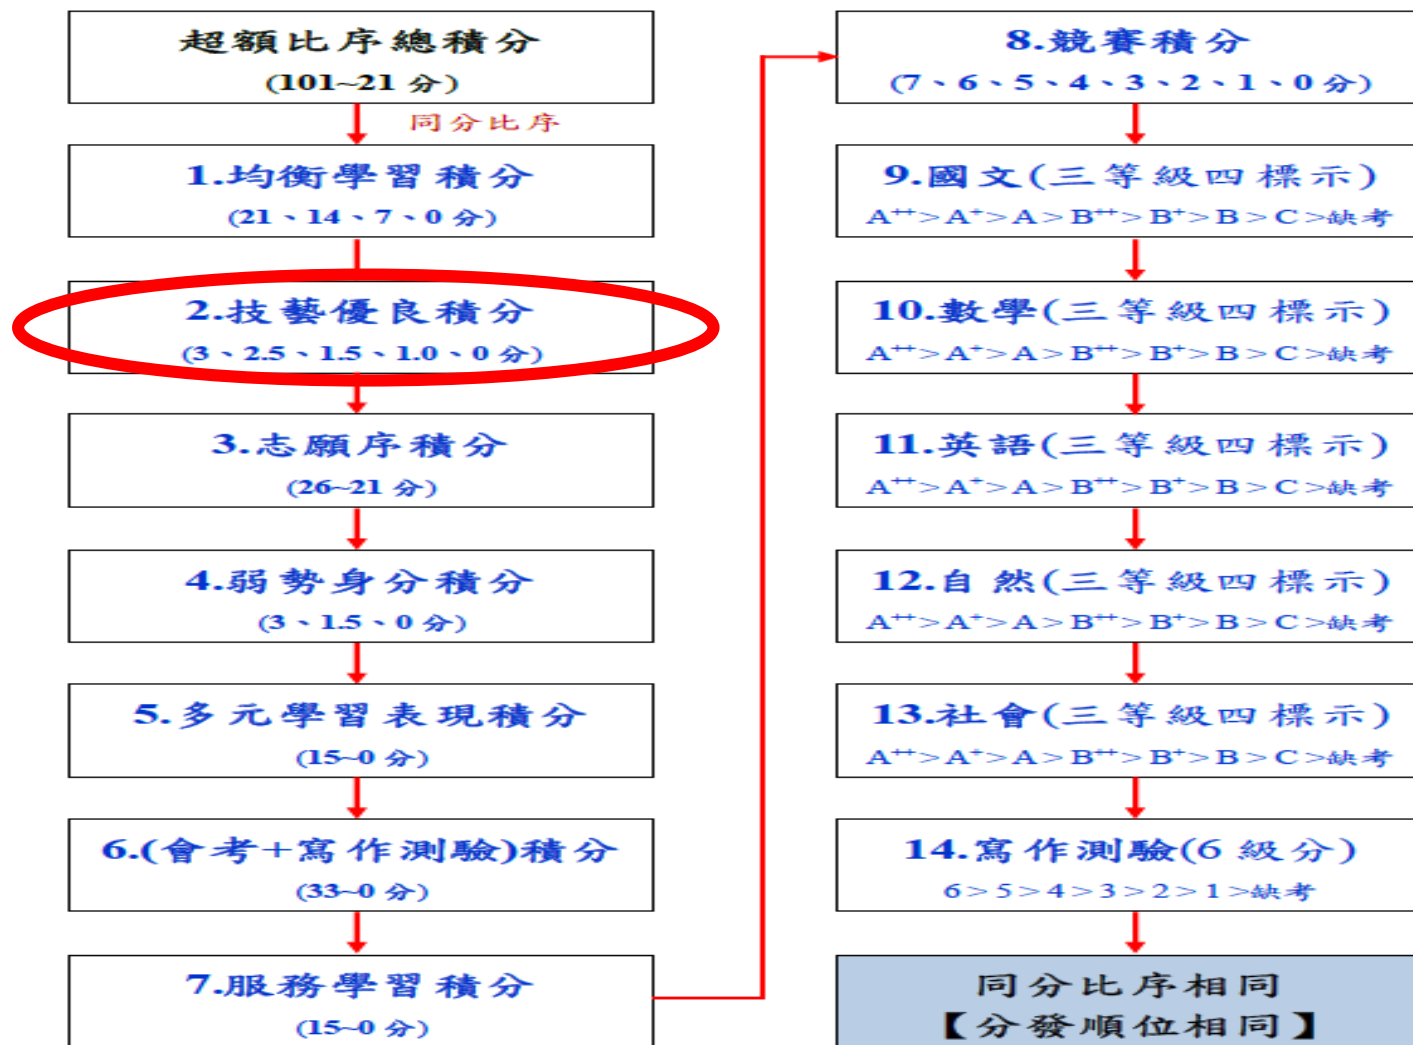 超額比序總積分
(101~21 分)
同分比序
1.均衡學習積分
(21、14、7、0 分)
2.技藝優良積分
(3、2.5、1.5、1.0、0 分)
3.志願序積分
(26~21 分)
4.弱勢身分積分
(3、1.5、0 分)
5.多元學習表現積分
(15~0 分)
6.(會考+寫作測驗)積分
(33~0 分)
7.服務學習積分
(15~0 分)
8.競賽積分
(7、6、5、4、3、2、1、0 分)
9.國文(三等級四標示)
A⁺⁺>A⁺>A>B⁺⁺>B⁺>B>C>缺考
10.數學(三等級四標示)
A⁺⁺>A⁺>A>B⁺⁺>B⁺>B>C>缺考
11.英語(三等級四標示)
A⁺⁺>A⁺>A>B⁺⁺>B⁺>B>C>缺考
12.自然(三等級四標示)
A⁺⁺>A⁺>A>B⁺⁺>B⁺>B>C>缺考
13.社會(三等級四標示)
A⁺⁺>A⁺>A>B⁺⁺>B⁺>B>C>缺考
14.寫作測驗(6 級分)
6>5>4>3>2>1>缺考
同分比序相同
【分發順位相同】